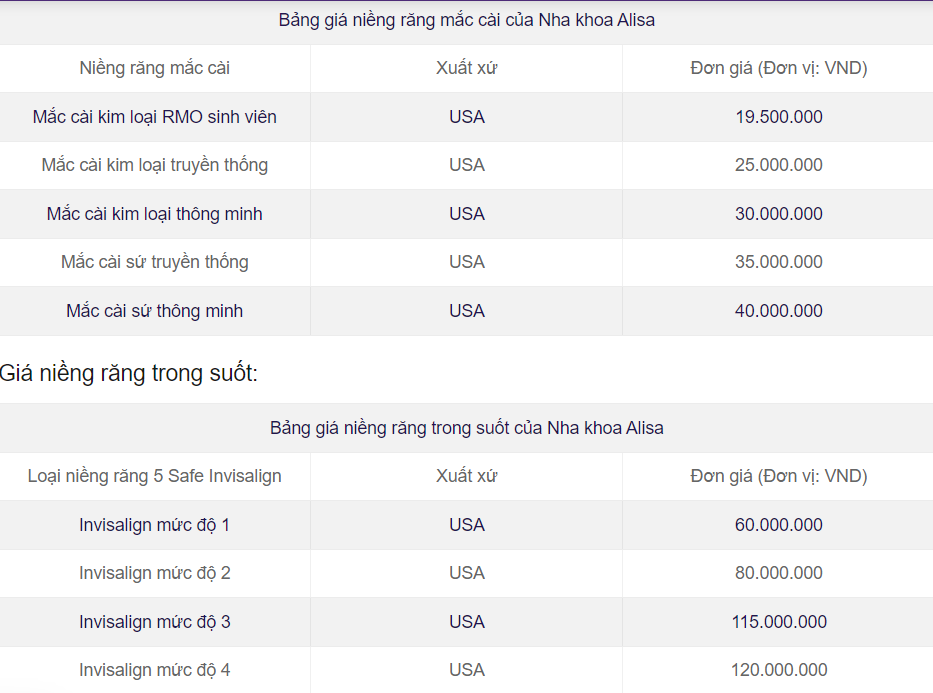 Bảng giá niềng răng mắc cài của Nha khoa Alisa
Niềng răng mắc cài Xuất xứ Đơn giá (Đơn vị: VND)
Mắc cài kim loại RMO sinh viên USA 19.500.000
Mắc cài kim loại truyền thống USA 25.000.000
Mắc cài kim loại thông minh USA 30.000.000
Mắc cài sứ truyền thống USA 35.000.000
Mắc cài sứ thông minh USA 40.000.000
Giá niềng răng trong suốt:
Bảng giá niềng răng trong suốt của Nha khoa Alisa
Loại niềng răng 5 Safe Invisalign Xuất xứ Đơn giá (Đơn vị: VND)
Invisalign mức độ 1 USA 60.000.000
Invisalign mức độ 2 USA 80.000.000
Invisalign mức độ 3 USA 115.000.000
Invisalign mức độ 4 USA 120.000.000